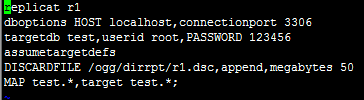 replicat r1
dboptions HOST localhost,connectionport 3306
targetdb test,userid root,PASSWORD 123456
assumetargetdefs
DISCARDFILE /ogg/dirrpt/r1.dsc,append,megabytes 50
MAP test.*,target test.*;